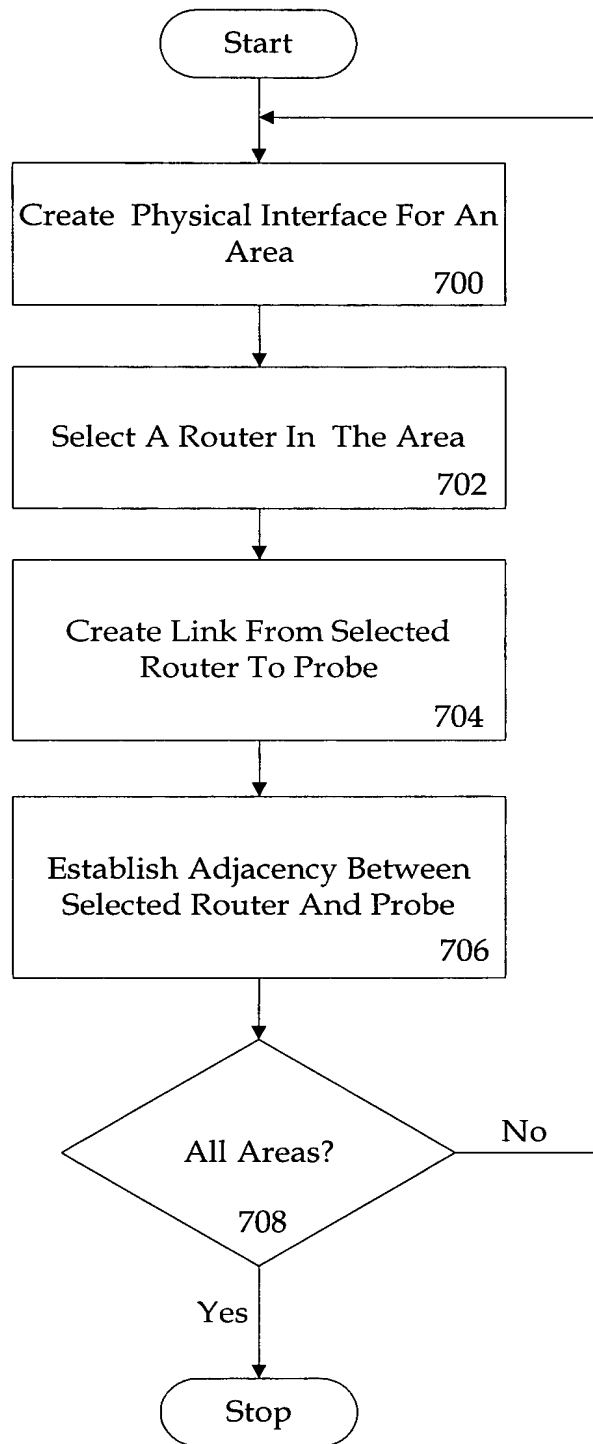 Start
Create Physical Interface For An
Area
700
Select A Router In The Area
702
Create Link From Selected
Router To Probe
704
Establish Adjacency Between
Selected Router And Probe
706
All Areas?
No
708
Yes
Stop